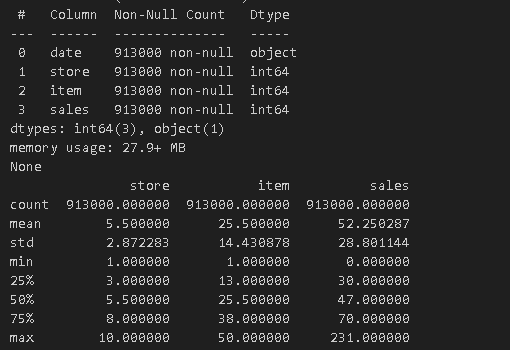 #   Column  Non-Null Count   Dtype
---  ------  --------------   -----
 0   date    913000 non-null  object
 1   store   913000 non-null  int64
 2   item    913000 non-null  int64
 3   sales   913000 non-null  int64
dtypes: int64(3), object(1)
memory usage: 27.9+ MB
None
               store           item          sales
count  913000.000000  913000.000000  913000.000000
mean        5.500000      25.500000      52.250287
std         2.872283      14.430878      28.801144
min         1.000000       1.000000       0.000000
25%         3.000000      13.000000      30.000000
50%         5.500000      25.500000      47.000000
75%         8.000000      38.000000      70.000000
max        10.000000      50.000000     231.000000